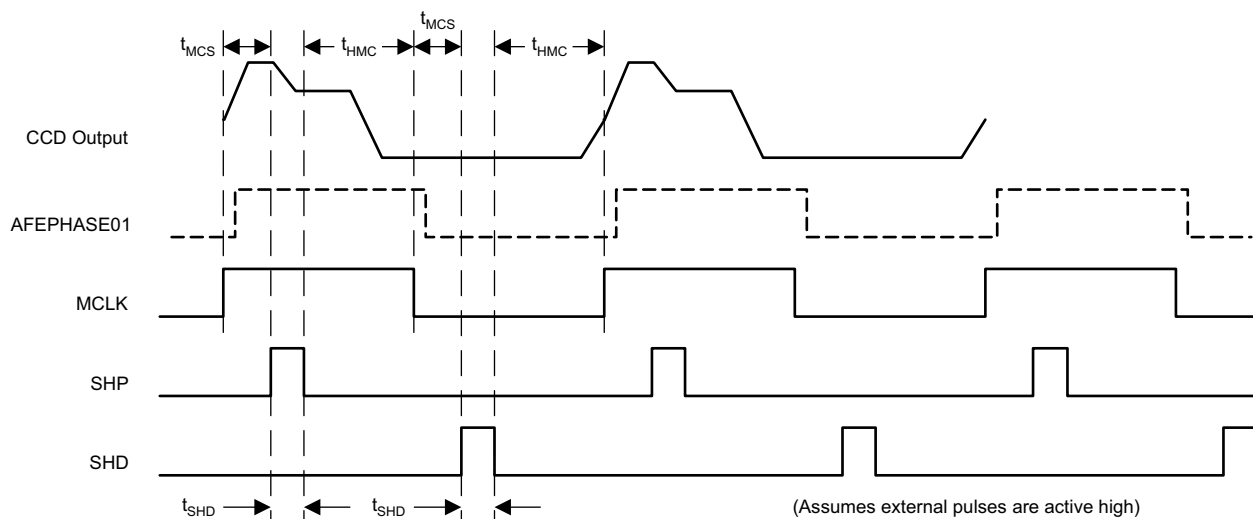 tMCS
tMCS tHMC tHMC
CCD Output
AFEPHASE01
MCLK
SHP
SHD
tSHD tSHD (Assumes external pulses are active high)